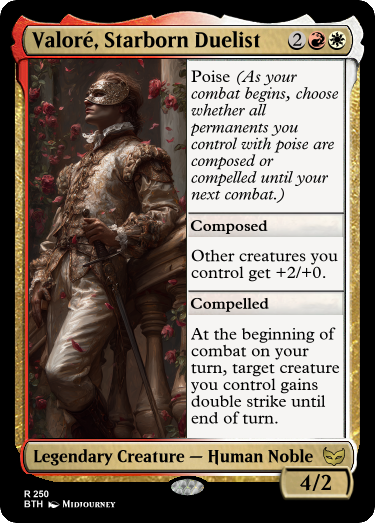 Valoré, Starborn Duelist 2
Poise (As your
combat begins, choose
whether all
permanents you
control with poise are
composed or
compelled until your
next combat.)
Composed
Other creatures you
control get +2/+0.
Compelled
At the beginning of
combat on your
turn, target creature
you control gains
double strike until
end of turn.
Legendary Creature — Human Noble
4/2
R 250
BTH Midjourney